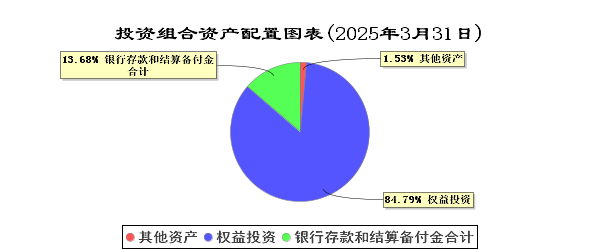 投资组合资产配置图表(2025年3月31日)
13.68% 银行存款和结算备付金
合计
1.53% 其他资产
84.79% 权益投资
其他资产 权益投资 银行存款和结算备付金合计